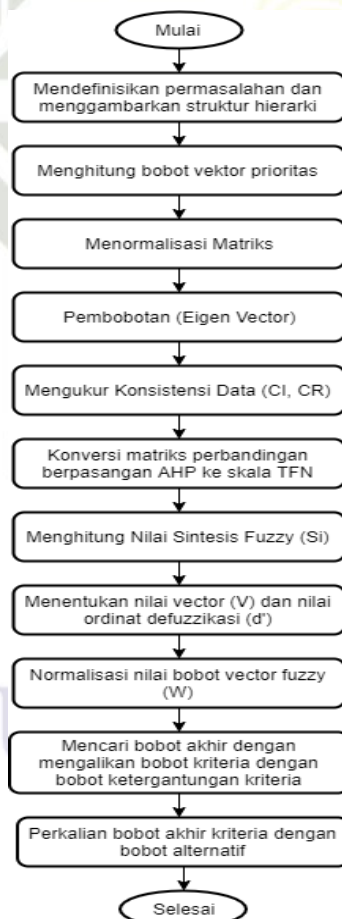 Mulai
Mendefinisikan permasalahan dan
menggambarkan struktur hierarki
Menghitung bobot vektor prioritas
Menormalisasi Matriks
Pembobotan (Eigen Vector)
Mengukur Konsistensi Data (CI, CR)
Konversi matriks perbandingan
berpasangan AHP ke skala TFN
Menghitung Nilai Sintesis Fuzzy (Si)
Menentukan nilai vector (V) dan nilai
ordinat defuzzikasi (d')
Normalisasi nilai bobot vector fuzzy
(W)
Mencari bobot akhir dengan
mengalikan bobot kriteria dengan
bobot ketergantungan kriteria
Perkalian bobot akhir kriteria dengan
bobot alternatif
Selesai